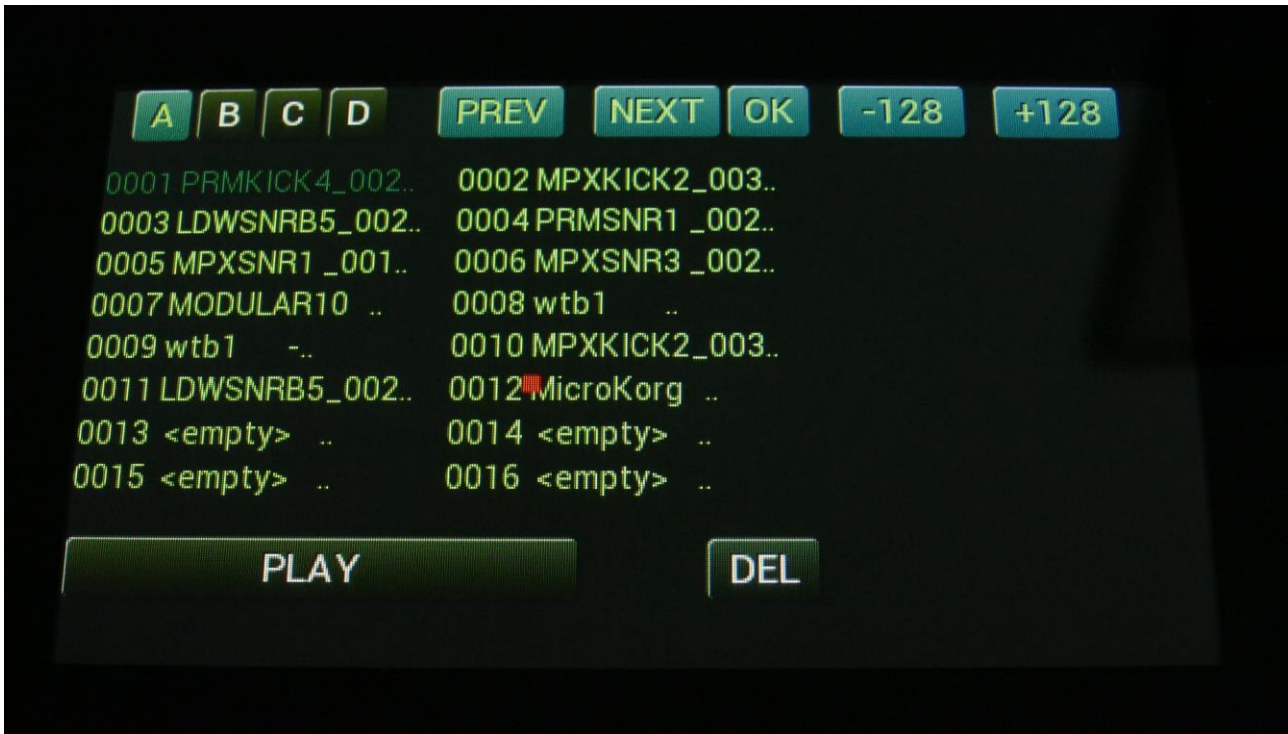 A B C D PREV NEXT OK -128 +128
0001 PRMKICK4_002.. 0002 MPXKICK2_003..
0003 LDWSNRB5_002.. 0004 PRMSNR1 _002..
0005 MPXSNR1 _001.. 0006 MPXSNR3 _002..
0007 MODULAR10 .. 0008 wtb1 ..
0009 wtb1 -.. 0010 MPXKICK2_003..
0011 LDWSNRB5_002.. 0012 MicroKorg ..
0013 <empty> .. 0014 <empty> ..
0015 <empty> .. 0016 <empty> ..
PLAY DEL